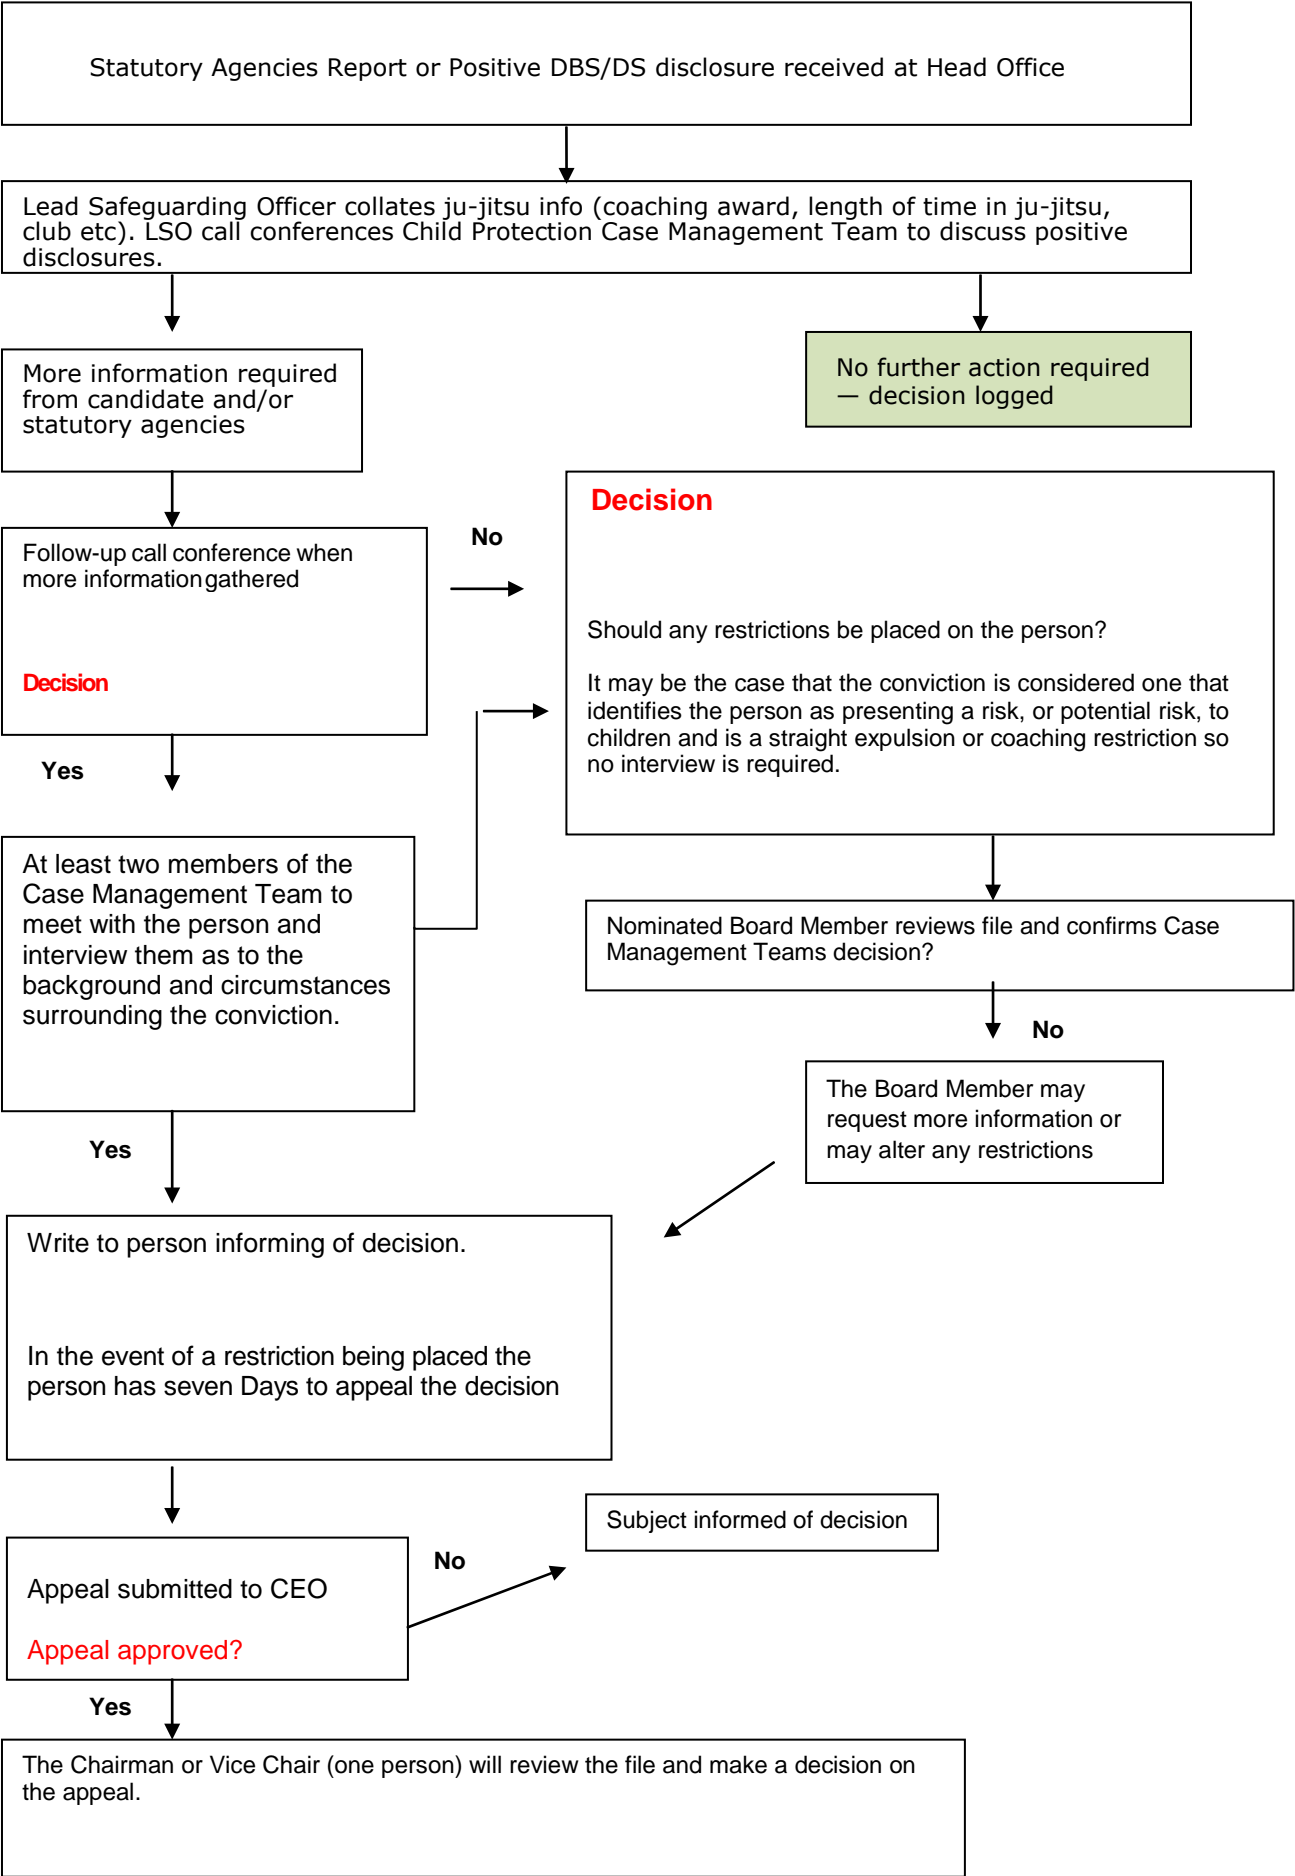 Statutory Agencies Report or Positive DBS/DS disclosure received at Head Office
Lead Safeguarding Officer collates ju-jitsu info (coaching award, length of time in ju-jitsu,
club etc). LSO call conferences Child Protection Case Management Team to discuss positive
disclosures.
More information required
from candidate and/or
statutory agencies
No further action required
— decision logged
Follow-up call conference when
more information gathered
Decision
No
Decision
Should any restrictions be placed on the person?
It may be the case that the conviction is considered one that
identifies the person as presenting a risk, or potential risk, to
children and is a straight expulsion or coaching restriction so
no interview is required.
Yes
At least two members of the
Case Management Team to
meet with the person and
interview them as to the
background and circumstances
surrounding the conviction.
Nominated Board Member reviews file and confirms Case
Management Teams decision?
No
The Board Member may
request more information or
may alter any restrictions
Yes
Write to person informing of decision.
In the event of a restriction being placed the
person has seven Days to appeal the decision
Subject informed of decision
No
Appeal submitted to CEO
Appeal approved?
Yes
The Chairman or Vice Chair (one person) will review the file and make a decision on
the appeal.